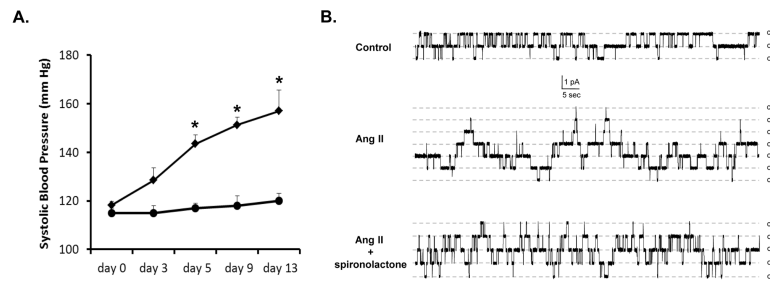 A.
B.
Systolic Blood Pressure (mm Hg)
180
160
140
120
100
day 0
day 3
day 5
day 9
day 13
*
*
*
Control
1 pA
5 sec
Ang II
Ang II
+
spironolactone